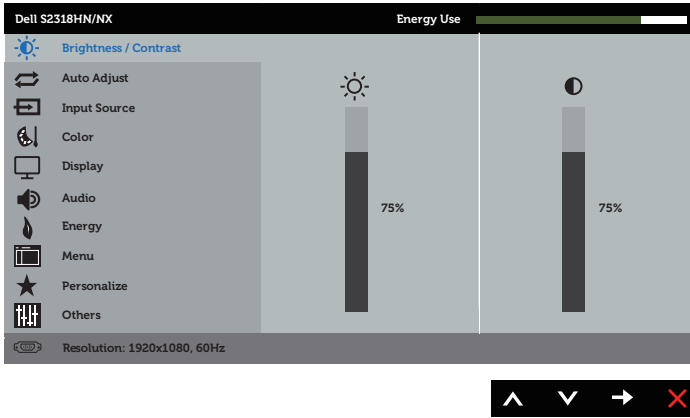 Dell S2318HN/NX
Energy Use
Brightness / Contrast
Auto Adjust
Input Source
Color
Display
Audio
75%
75%
Energy
Menu
Personalize
Others
Resolution: 1920x1080, 60Hz